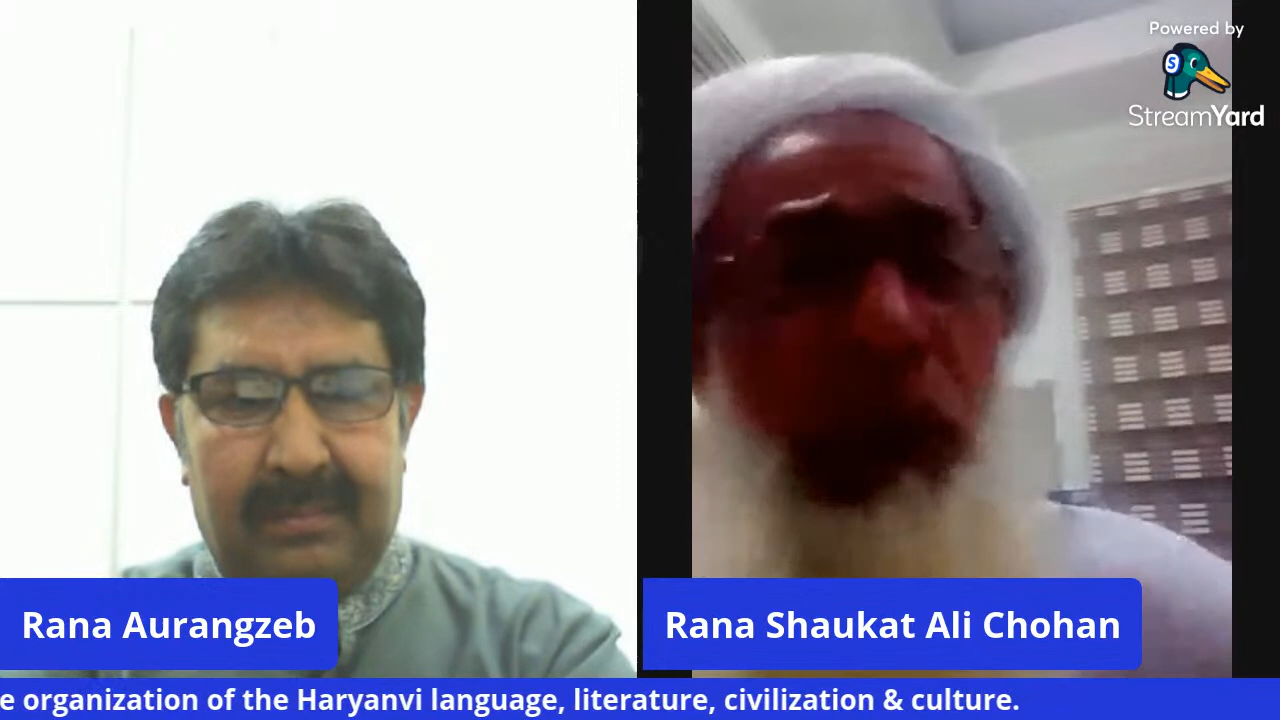 Powered by
S
StreamYard
Rana Aurangzeb
Rana Shaukat Ali Chohan
e organization of the Haryanvi language, literature, civilization & culture.